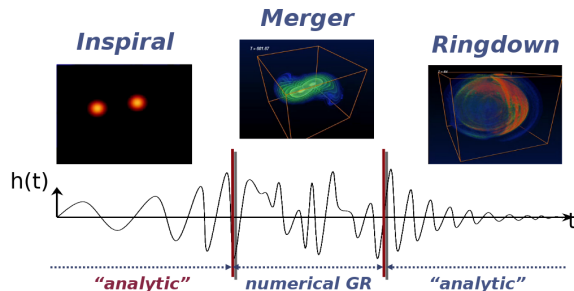 Inspiral
Merger
Ringdown
h(t)
t
“analytic”
numerical GR
“analytic”